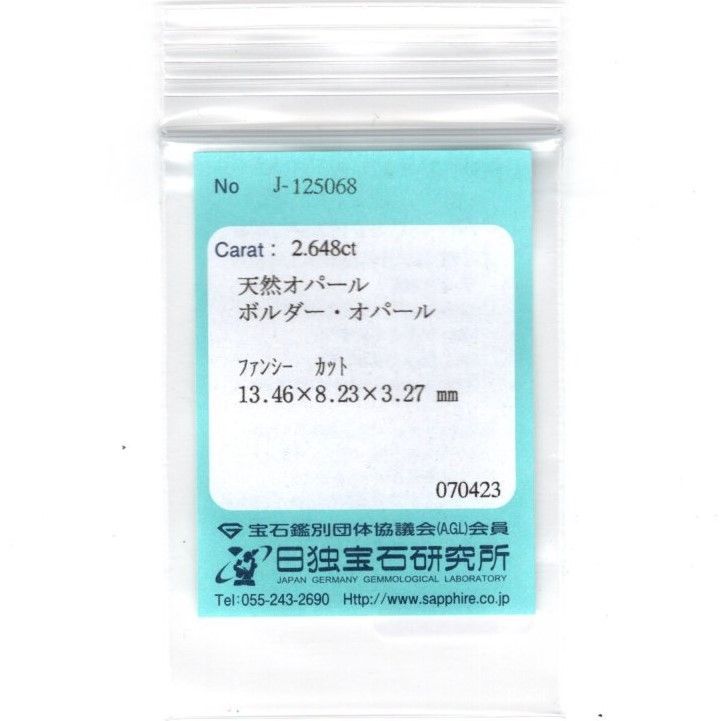 No J-125068
Carat： 2.648ct
天然オパール
ボルダー・オパール
ﾌｧﾝｼｰ ｶｯﾄ
13.46×8.23×3.27 mm
070423
宝石鑑別団体協議会(AGL)会員
日独宝石研究所
JAPAN GERMANY GEMMOLOGICAL LABORATORY
Tel:055-243-2690 Http://www.sapphire.co.jp